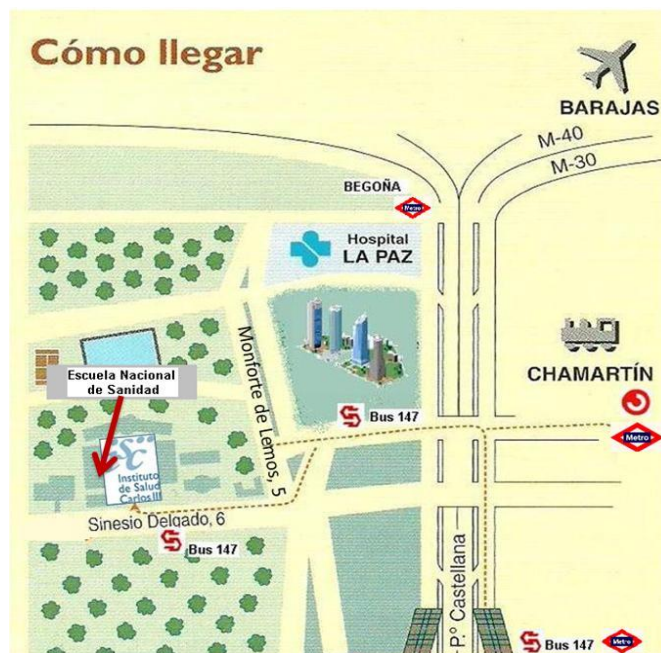 Cómo llegar
BARAJAS
M-40
M-30
BEGOÑA
Metro
Hospital
LA PAZ
Monforte de Lemos, 5
CHAMARTÍN
Escuela Nacional
de Sanidad
Bus 147
Metro
isc
Instituto
de Salud
Carlos III
Sinesio Delgado, 6
Bus 147
P.º Castellana
Bus 147
Metro